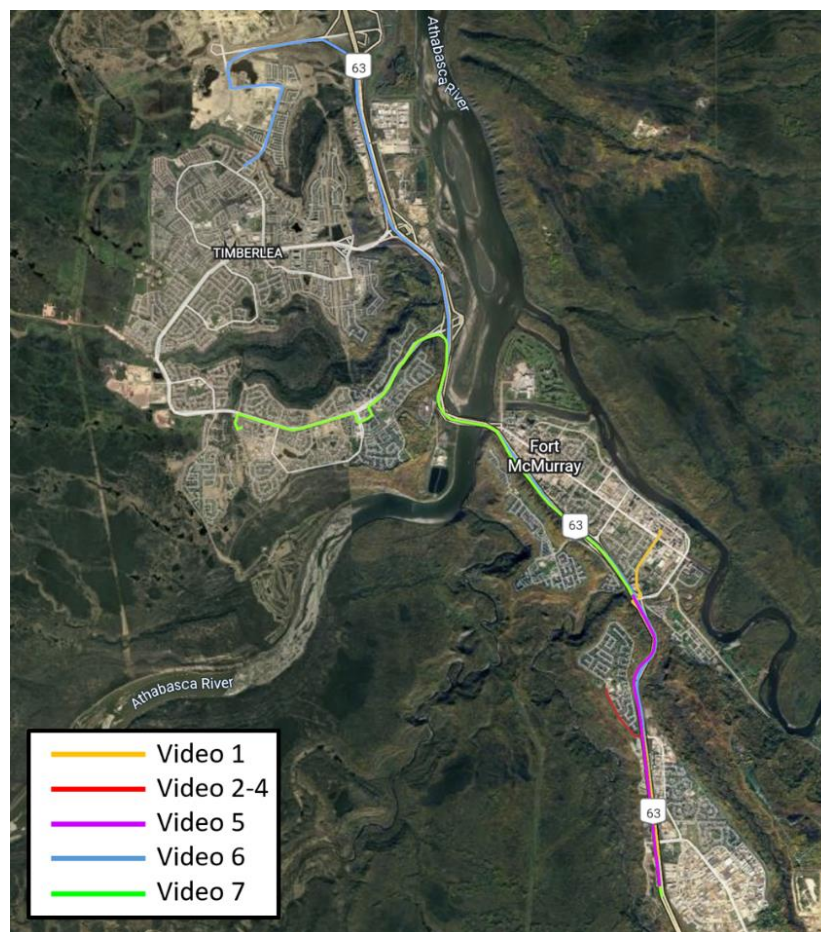 Athabasca River
63
TIMBERLEA
Fort
McMurray
63
Athabasca River
63
Video 1
Video 2-4
Video 5
Video 6
Video 7